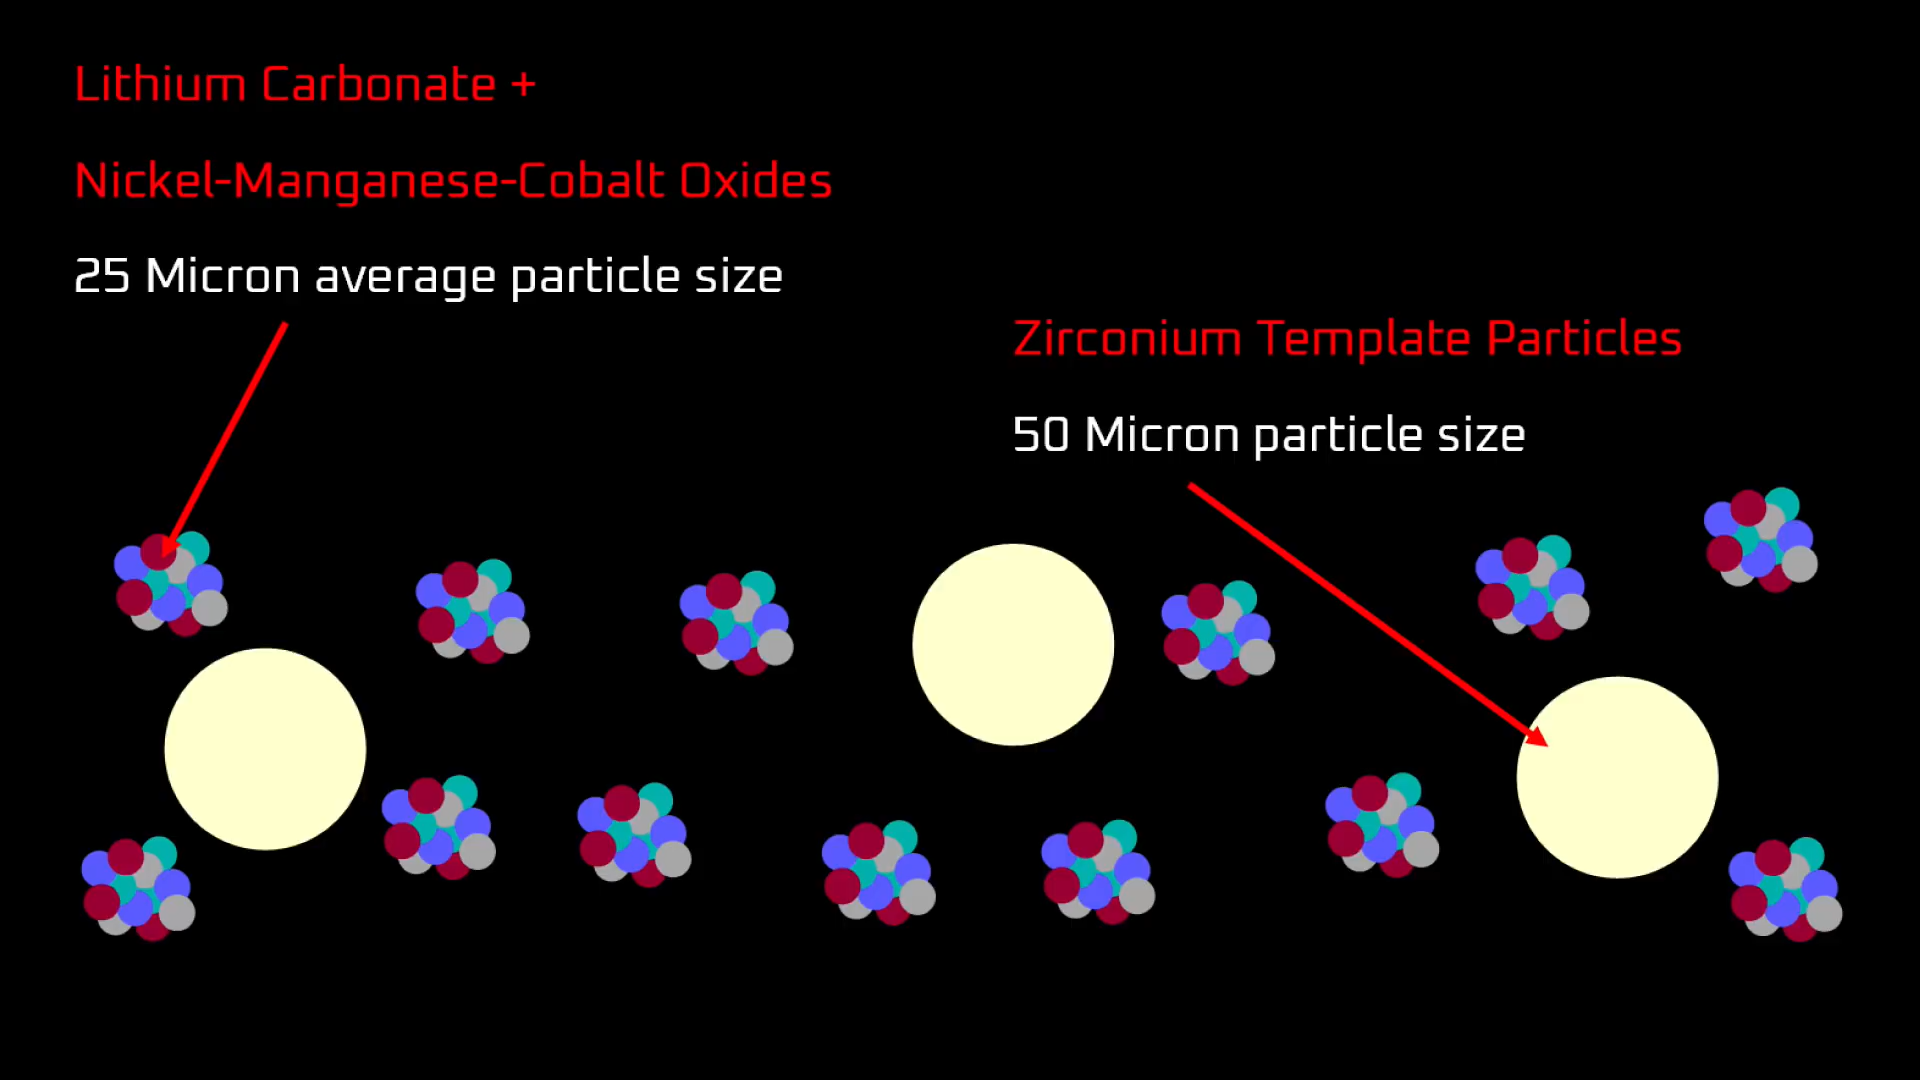 Lithium Carbonate +
Nickel-Manganese-Cobalt Oxides
25 Micron average particle size
Zirconium Template Particles
50 Micron particle size